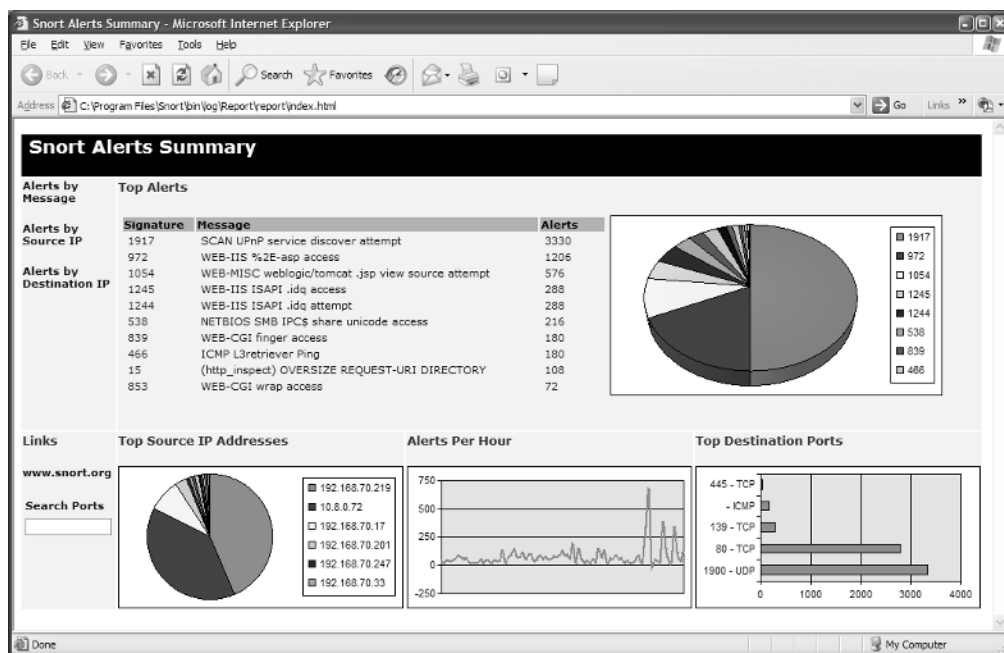 Snort Alerts Summary - Microsoft Internet Explorer
File Edit View Favorites Tools Help
Back Search Favorites
Address C:\Program Files\Snort\bin\log\Report\report\index.html Go Links »
Snort Alerts Summary
Alerts by
Message
Alerts by
Source IP
Alerts by
Destination IP
Top Alerts
Signature Message Alerts
1917 SCAN UPnP service discover attempt 3330
972 WEB-IIS %2E-asp access 1206
1054 WEB-MISC weblogic/tomcat .jsp view source attempt 576
1245 WEB-IIS ISAPI .idq access 288
1244 WEB-IIS ISAPI .idq attempt 288
538 NETBIOS SMB IPC$ share unicode access 216
839 WEB-CGI finger access 180
466 ICMP L3retriever Ping 180
15 (http_inspect) OVERSIZE REQUEST-URI DIRECTORY 108
853 WEB-CGI wrap access 72
1917
972
1054
1245
1244
538
839
466
Links
www.snort.org
Search Ports
Top Source IP Addresses
192.168.70.219
10.8.0.72
192.168.70.17
192.168.70.201
192.168.70.247
192.168.70.33
Alerts Per Hour
750
500
250
0
-250
Top Destination Ports
445 - TCP
- ICMP
139 - TCP
80 - TCP
1900 - UDP
0 1000 2000 3000 4000
Done My Computer